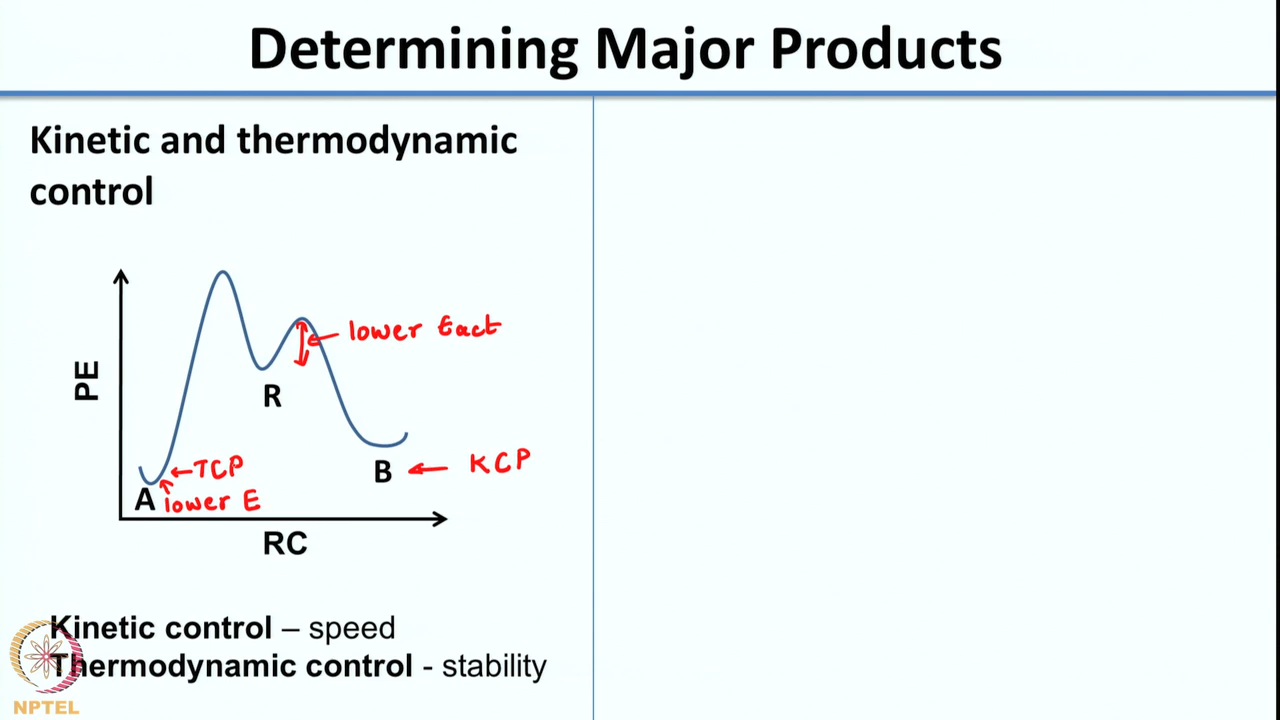 Determining Major Products
Kinetic and thermodynamic
control
PE
lower Eact
R
TCP
B
KCP
A
lower E
RC
Kinetic control – speed
Thermodynamic control - stability
NPTEL